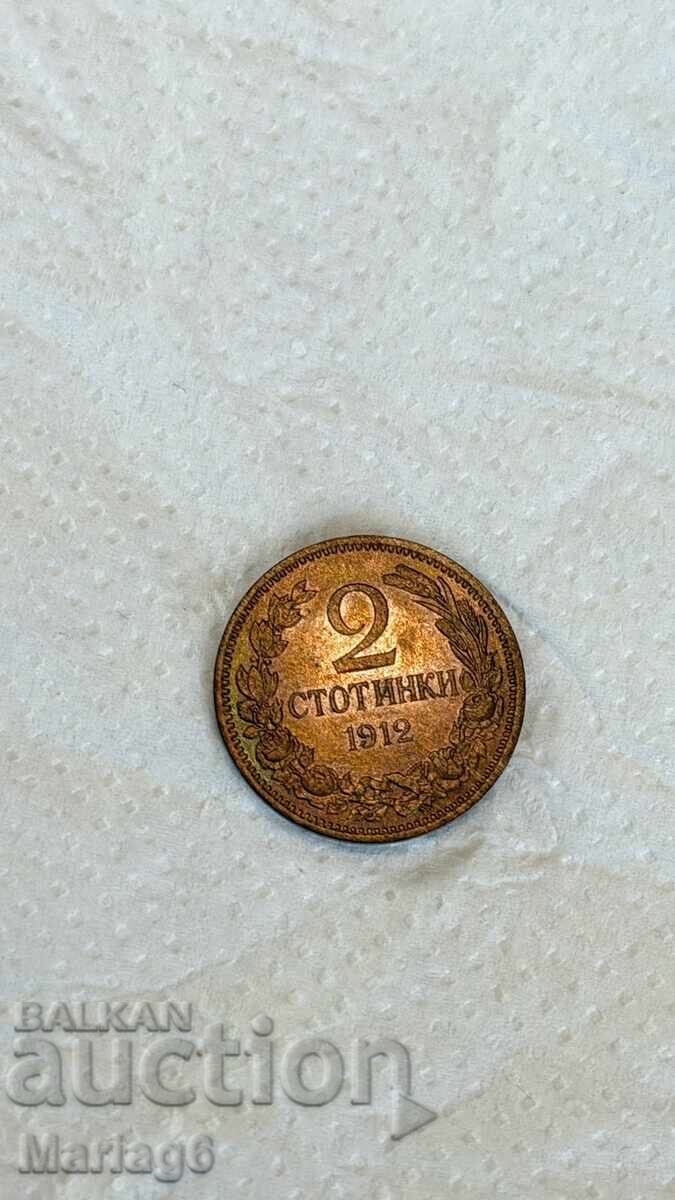 2
СТОТИНКИ
1912
BALKAN
auction
Mariag6